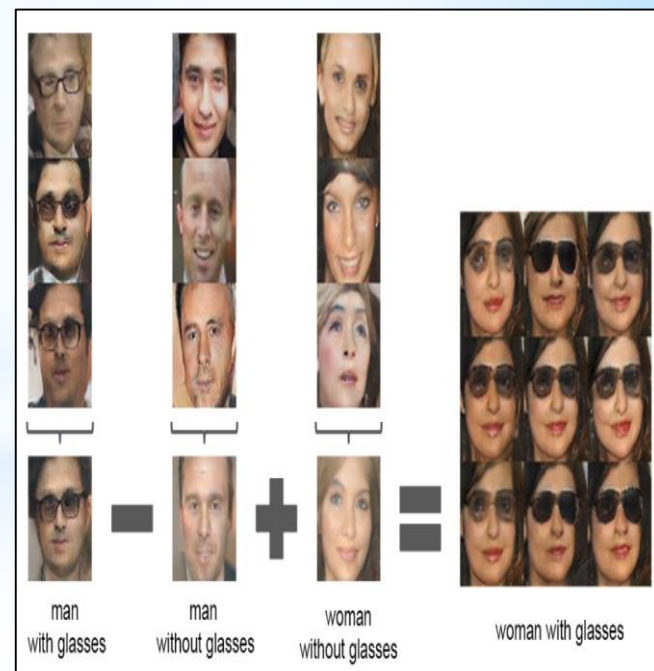 man
with glasses
man
without glasses
woman
without glasses
woman with glasses